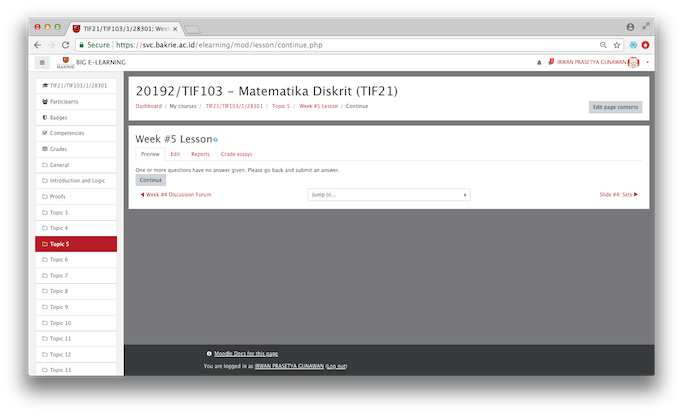 TIF21/TIF103/1/28301: Week
Secure https://svc.bakrie.ac.id/elearning/mod/lesson/continue.php
BAKRIE BIG E-LEARNING IRWAN PRASETYA GUNAWAN
TIF21/TIF103/1/28301
Participants
Badges
Competencies
Grades
General
Introduction and Logic
Proofs
Topic 3
Topic 4
Topic 5
Topic 6
Topic 7
Topic 8
Topic 9
Topic 10
Topic 11
Topic 12
Topic 13
20192/TIF103 – Matematika Diskrit (TIF21)
Dashboard / My courses / TIF21/TIF103/1/28301 / Topic 5 / Week #5 Lesson / Continue
Edit page contents
Week #5 Lesson
Preview Edit Reports Grade essays
One or more questions have no answer given. Please go back and submit an answer.
Continue
◀ Week #4 Discussion Forum Jump to... Slide #4: Sets ▶
Moodle Docs for this page
You are logged in as IRWAN PRASETYA GUNAWAN (Log out)